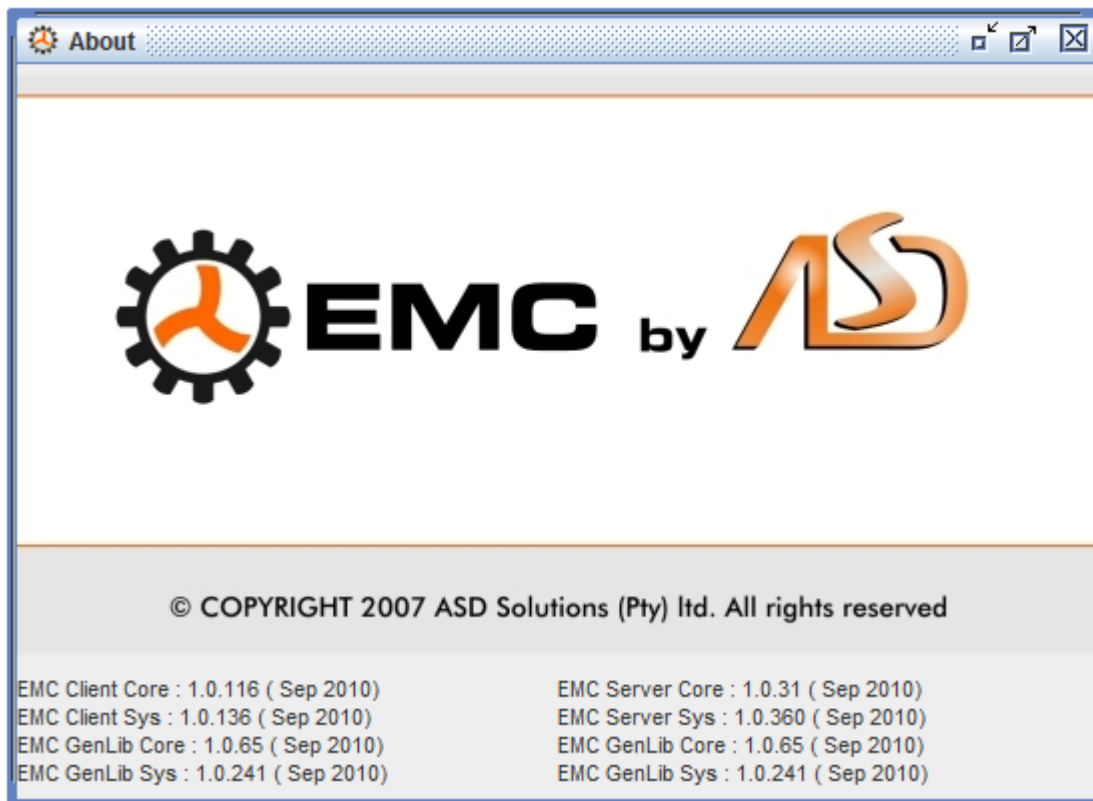 About
EMC by ASD
© COPYRIGHT 2007 ASD Solutions (Pty) ltd. All rights reserved
EMC Client Core : 1.0.116 ( Sep 2010)
EMC Client Sys : 1.0.136 ( Sep 2010)
EMC GenLib Core : 1.0.65 ( Sep 2010)
EMC GenLib Sys : 1.0.241 ( Sep 2010)
EMC Server Core : 1.0.31 ( Sep 2010)
EMC Server Sys : 1.0.360 ( Sep 2010)
EMC GenLib Core : 1.0.65 ( Sep 2010)
EMC GenLib Sys : 1.0.241 ( Sep 2010)